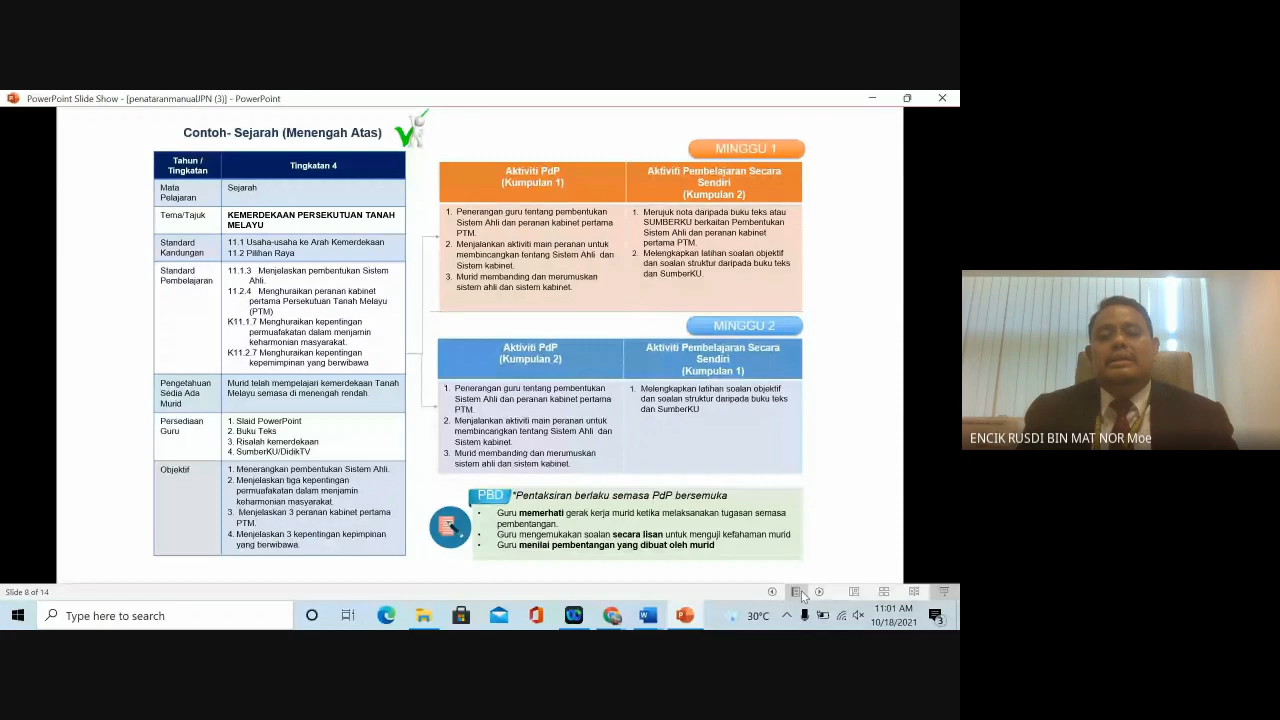 PowerPoint Slide Show - [penataranmanualJPN (3)] - PowerPoint
Contoh- Sejarah (Menengah Atas)
Tahun /
Tingkatan
Tingkatan 4
Mata
Pelajaran
Sejarah
Tema/Tajuk
KEMERDEKAAN PERSEKUTUAN TANAH
MELAYU
Standard
Kandungan
11.1 Usaha-usaha ke Arah Kemerdekaan
11.2 Pilihan Raya
Standard
Pembelajaran
11.1.3 Menjelaskan pembentukan Sistem
Ahli.
11.2.4 Menghuraikan peranan kabinet
pertama Persekutuan Tanah Melayu
(PTM)
K11.1.7 Menghuraikan kepentingan
permuafakatan dalam menjamin
keharmonian masyarakat.
K11.2.7 Menghuraikan kepentingan
kepemimpinan yang berwibawa
Pengetahuan
Sedia Ada
Murid
Murid telah mempelajari kemerdekaan Tanah
Melayu semasa di menengah rendah.
Persediaan
Guru
1. Slaid PowerPoint
2. Buku Teks
3. Risalah kemerdekaan
4. SumberKU/DidikTV
Objektif
1. Menerangkan pembentukan Sistem Ahli.
2. Menjelaskan tiga kepentingan
permuafakatan dalam menjamin
keharmonian masyarakat.
3. Menjelaskan 3 peranan kabinet pertama
PTM.
4. Menjelaskan 3 kepentingan kepimpinan
yang berwibawa.
MINGGU 1
Aktiviti PdP
(Kumpulan 1)
Aktiviti Pembelajaran Secara
Sendiri
(Kumpulan 2)
1. Penerangan guru tentang pembentukan
Sistem Ahli dan peranan kabinet pertama
PTM.
2. Menjalankan aktiviti main peranan untuk
membincangkan tentang Sistem Ahli dan
Sistem kabinet.
3. Murid membanding dan merumuskan
sistem ahli dan sistem kabinet.
1. Merujuk nota daripada buku teks atau
SUMBERKU berkaitan Pembentukan
Sistem Ahli dan peranan kabinet
pertama PTM.
2. Melengkapkan latihan soalan objektif
dan soalan struktur daripada buku teks
dan SumberKU.
MINGGU 2
Aktiviti PdP
(Kumpulan 2)
Aktiviti Pembelajaran Secara
Sendiri
(Kumpulan 1)
1. Penerangan guru tentang pembentukan
Sistem Ahli dan peranan kabinet pertama
PTM.
2. Menjalankan aktiviti main peranan untuk
membincangkan tentang Sistem Ahli dan
Sistem kabinet.
3. Murid membanding dan merumuskan
sistem ahli dan sistem kabinet.
1. Melengkapkan latihan soalan objektif
dan soalan struktur daripada buku teks
dan SumberKU
PBD *Pentaksiran berlaku semasa PdP bersemuka
• Guru memerhati gerak kerja murid ketika melaksanakan tugasan semasa
pembentangan.
• Guru mengemukakan soalan secara lisan untuk menguji kefahaman murid
• Guru menilai pembentangan yang dibuat oleh murid
ENCIK RUSDI BIN MAT NOR Moe
Slide 8 of 14
Type here to search
30°C
11:01 AM
10/18/2021
3